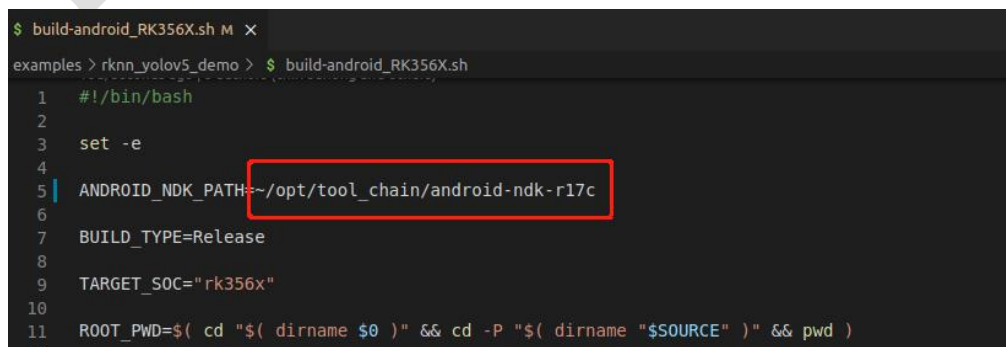 $ build-android_RK356X.sh M ×
examples > rknn_yolov5_demo > $ build-android_RK356X.sh
1 #!/bin/bash
2
3 set -e
4
5 ANDROID_NDK_PATH=~/opt/tool_chain/android-ndk-r17c
6
7 BUILD_TYPE=Release
8
9 TARGET_SOC="rk356x"
10
11 ROOT_PWD=$( cd "$( dirname $0 )" && cd -P "$( dirname "$SOURCE" )" && pwd )